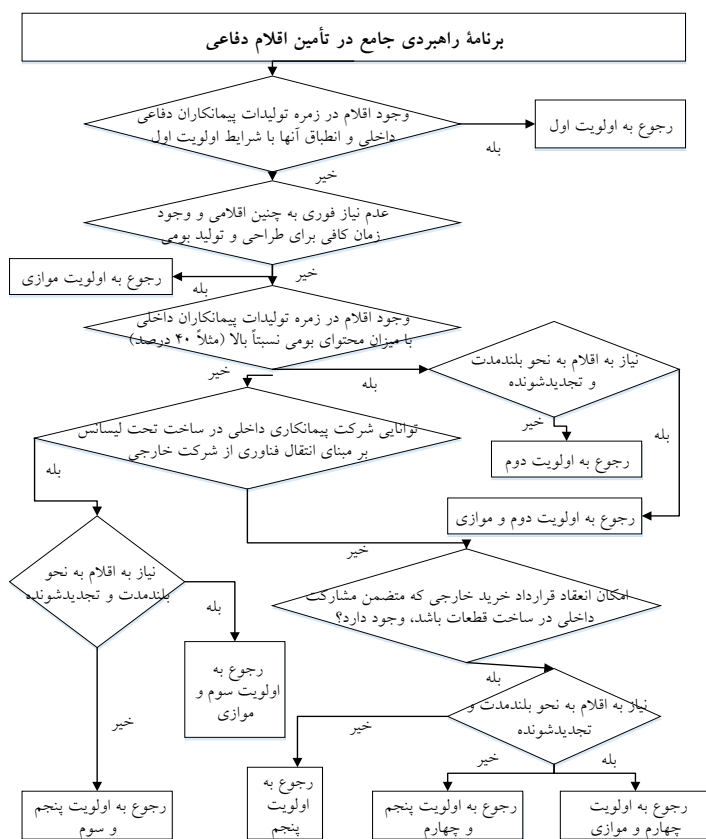 برنامۀ راهبردی جامع در تأمین اقلام دفاعی
وجود اقلام در زمره تولیدات پیمانکاران دفاعی
داخلی و انطباق آنها با شرایط اولویت اول
رجوع به اولویت اول
بله
خیر
عدم نیاز فوری به چنین اقلامی و وجود
زمان کافی برای طراحی و تولید بومی
رجوع به اولویت موازی
بله
خیر
وجود اقلام در زمره تولیدات پیمانکاران داخلی
با میزان محتوای بومی نسبتاً بالا (مثلاً ۴۰ درصد)
بله
خیر
نیاز به اقلام به نحو بلندمدت
و تجدیدشونده
خیر
بله
رجوع به اولویت دوم
رجوع به اولویت دوم و موازی
توانایی شرکت پیمانکاری داخلی در ساخت تحت لیسانس
بر مبنای انتقال فناوری از شرکت خارجی
بله
خیر
نیاز به اقلام به نحو
بلندمدت و تجدیدشونده
بله
خیر
رجوع به
اولویت سوم و
موازی
رجوع به اولویت پنجم
و سوم
امکان انعقاد قرارداد خرید خارجی که متضمن مشارکت
داخلی در ساخت قطعات باشد، وجود دارد؟
بله
نیاز به اقلام به نحو بلندمدت و
تجدیدشونده
خیر
خیر
بله
رجوع به
اولویت
پنجم
رجوع به اولویت پنجم
و چهارم
رجوع به اولویت
چهارم و موازی